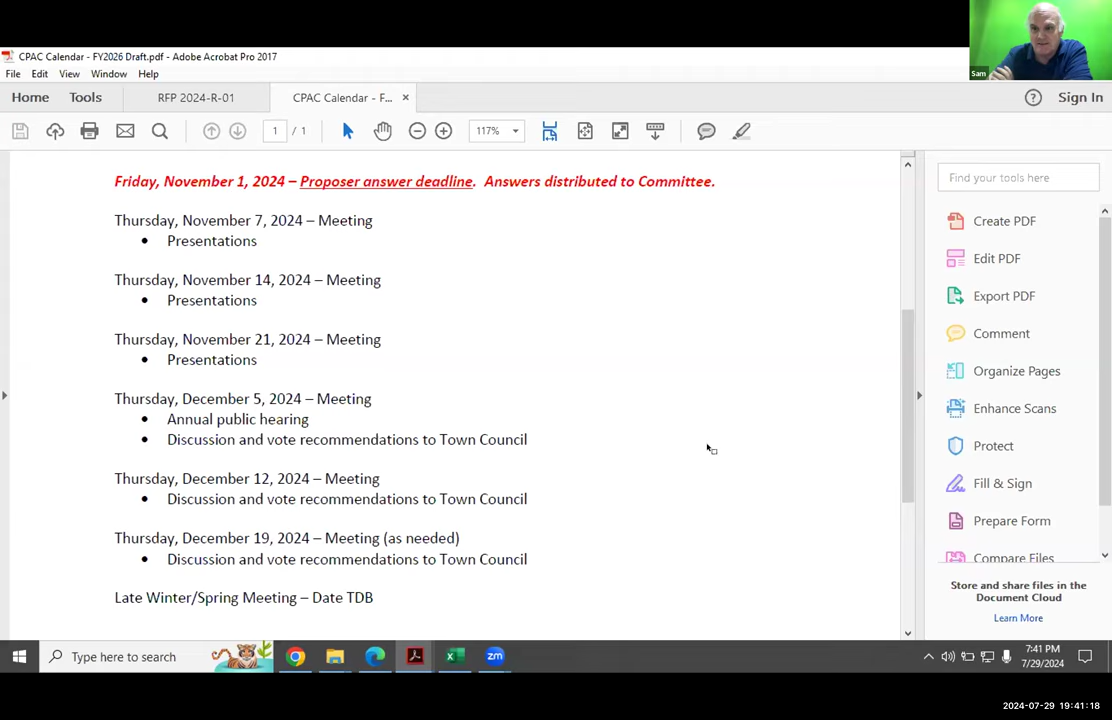 CPAC Calendar - FY2026 Draft.pdf - Adobe Acrobat Pro 2017
Sam
File Edit View Window Help
Home Tools RFP 2024-R-01 CPAC Calendar - F... × Sign In
1 / 1 117%
Friday, November 1, 2024 – Proposer answer deadline. Answers distributed to Committee.
Thursday, November 7, 2024 – Meeting
• Presentations
Thursday, November 14, 2024 – Meeting
• Presentations
Thursday, November 21, 2024 – Meeting
• Presentations
Thursday, December 5, 2024 – Meeting
• Annual public hearing
• Discussion and vote recommendations to Town Council
Thursday, December 12, 2024 – Meeting
• Discussion and vote recommendations to Town Council
Thursday, December 19, 2024 – Meeting (as needed)
• Discussion and vote recommendations to Town Council
Late Winter/Spring Meeting – Date TDB
Find your tools here
Create PDF
Edit PDF
Export PDF
Comment
Organize Pages
Enhance Scans
Protect
Fill & Sign
Prepare Form
Compare Files
Store and share files in the
Document Cloud
Learn More
Type here to search
zm
7:41 PM
7/29/2024
2024-07-29 19:41:18